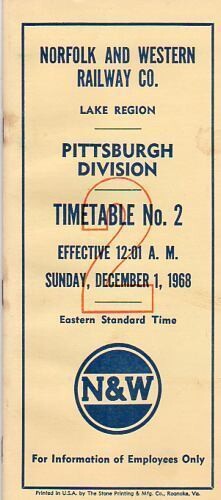 NORFOLK AND WESTERN
RAILWAY CO.
LAKE REGION
PITTSBURGH
DIVISION
2
TIMETABLE No. 2
EFFECTIVE 12:01 A. M.
SUNDAY, DECEMBER 1, 1968
Eastern Standard Time
N&W
For Information of Employees Only
Printed in U.S.A. by The Stone Printing & Mfg. Co., Roanoke, Va.